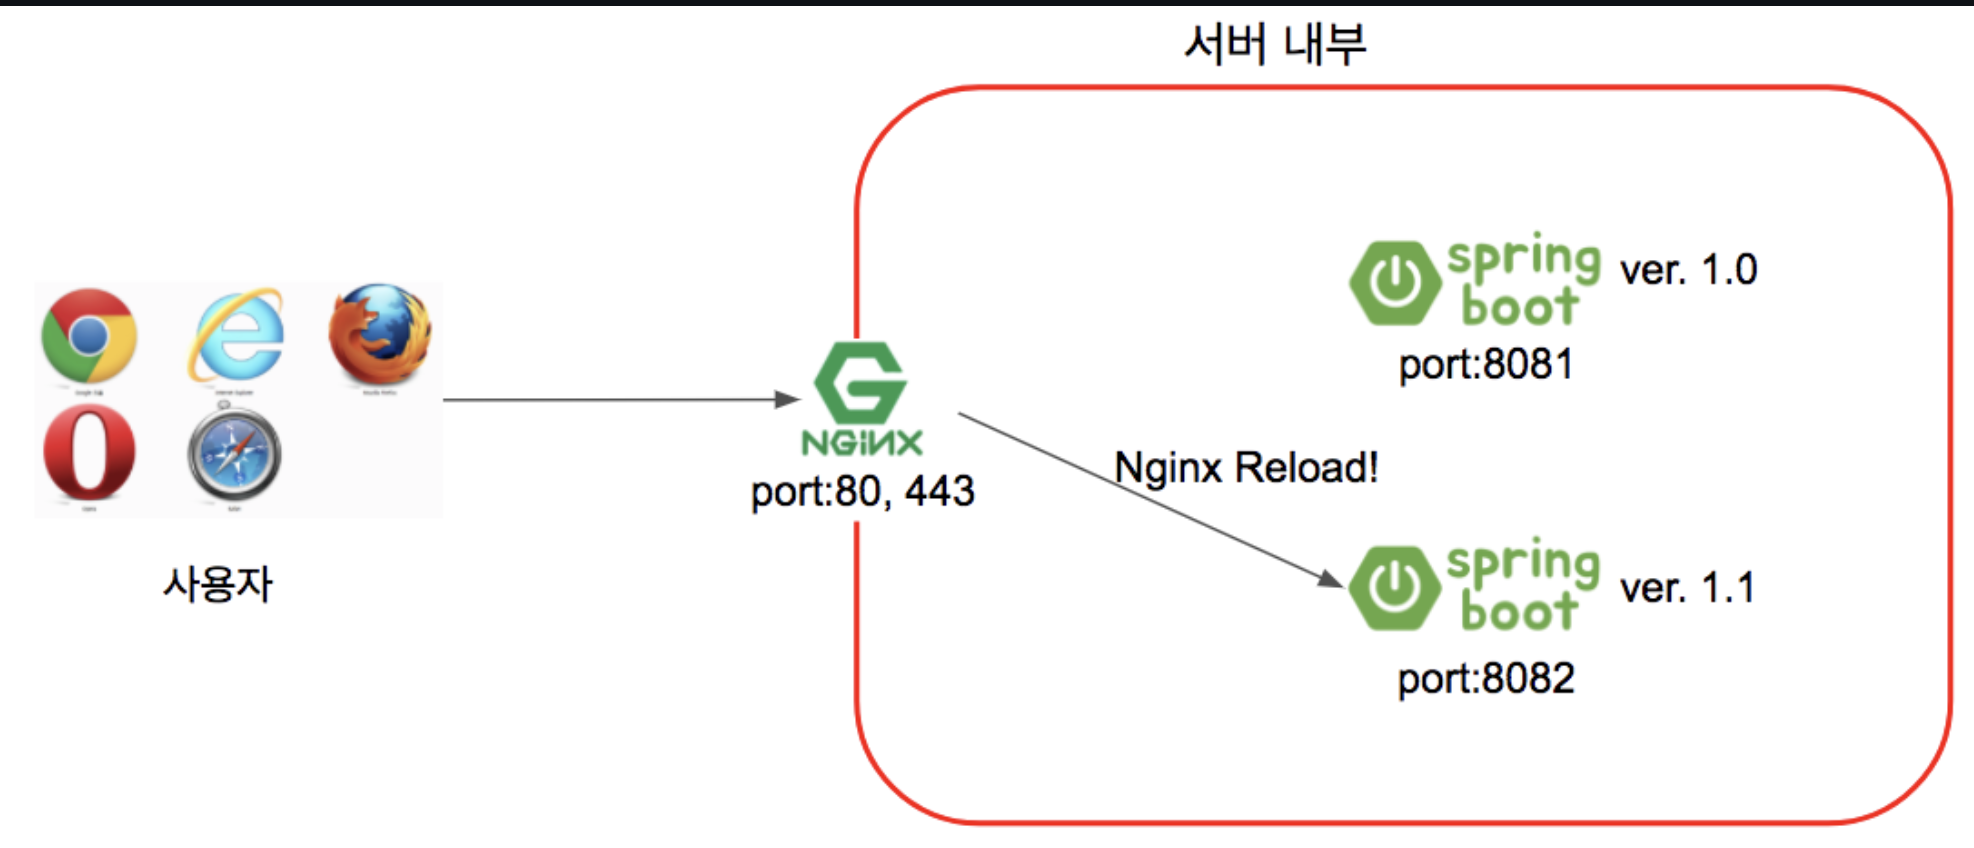 서버 내부
spring
boot
ver. 1.0
port:8081
NGiNX
port:80, 443
Nginx Reload!
spring
boot
ver. 1.1
port:8082
사용자